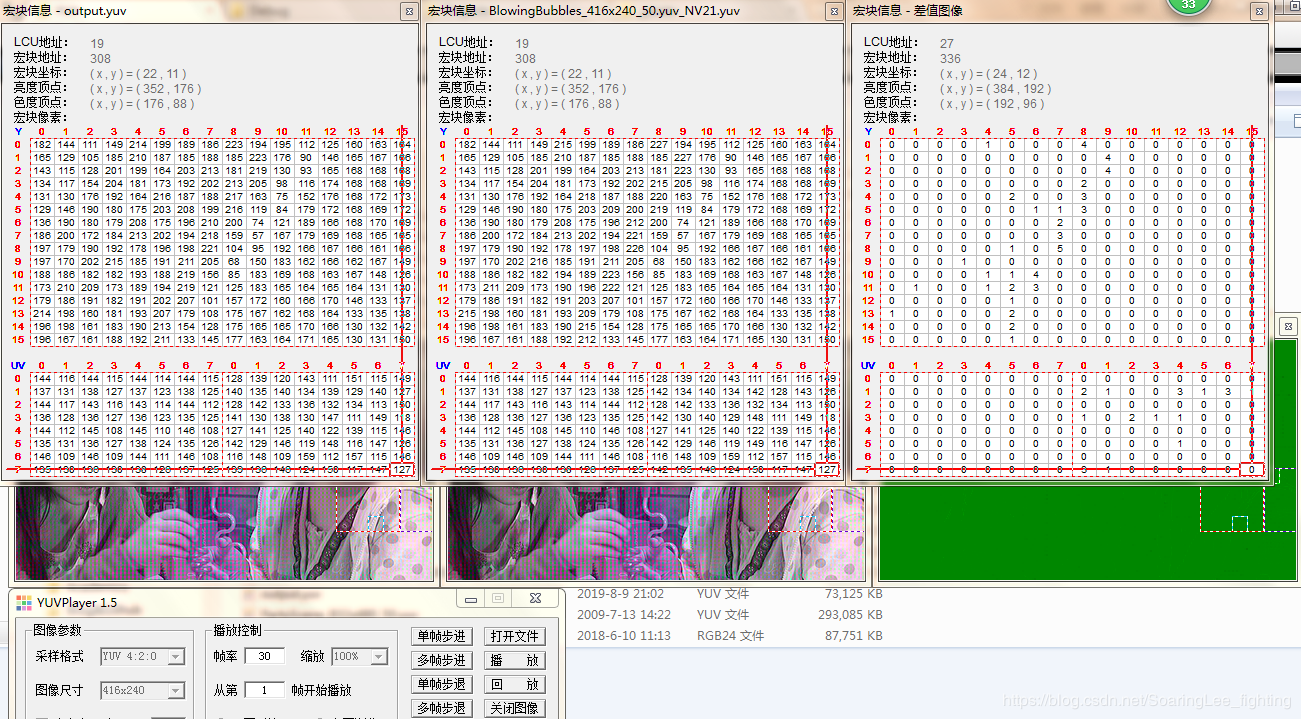 宏块信息 - output.yuv
LCU地址： 19
宏块地址： 308
宏块坐标： ( x , y ) = ( 22 , 11 )
亮度顶点： ( x , y ) = ( 352 , 176 )
色度顶点： ( x , y ) = ( 176 , 88 )
宏块像素：
Y 0 1 2 3 4 5 6 7 8 9 10 11 12 13 14 15
0 182 144 111 149 214 199 189 186 223 194 195 112 125 160 163 164
1 165 129 105 185 210 187 185 188 185 223 176 90 146 165 167 166
2 143 115 128 201 199 164 203 213 181 219 130 93 165 168 168 168
3 134 117 154 204 181 173 192 202 213 205 98 116 174 168 168 169
4 131 130 176 192 164 216 187 188 217 163 75 152 176 168 172 173
5 129 146 190 180 175 203 208 199 216 119 84 179 172 168 169 172
6 136 190 180 179 208 175 196 210 200 74 121 189 166 168 170 169
7 186 200 172 184 213 202 194 218 159 57 167 179 169 168 165 165
8 197 179 190 192 178 196 198 221 104 95 192 166 167 166 161 166
9 197 170 202 215 185 191 211 205 68 150 183 162 166 162 167 149
10 188 186 182 182 193 188 219 156 85 183 169 168 163 167 148 126
11 173 210 209 173 189 194 219 121 125 183 165 164 165 164 131 130
12 179 186 191 182 191 202 207 101 157 172 160 166 170 146 133 137
13 214 198 160 181 193 207 179 108 175 167 162 168 164 133 135 138
14 196 198 161 183 190 213 154 128 175 165 165 170 166 130 132 142
15 196 167 161 188 192 211 133 145 177 163 164 171 165 130 131 150
UV 0 1 2 3 4 5 6 7 0 1 2 3 4 5 6
0 144 116 144 115 144 114 144 115 128 139 120 143 111 151 115 149
1 137 131 138 127 137 123 138 125 140 135 140 134 139 129 140 127
2 144 117 143 116 143 114 144 112 128 142 133 136 132 134 113 150
3 136 128 136 127 136 123 135 125 141 130 138 130 147 111 149 118
4 144 112 145 108 145 110 146 108 127 141 125 140 122 139 115 146
5 135 131 136 127 138 124 135 126 142 129 146 119 148 116 147 126
6 146 109 146 109 144 111 146 108 116 148 109 159 112 157 115 146
127
宏块信息 - BlowingBubbles_416x240_50.yuv_NV21.yuv
LCU地址： 19
宏块地址： 308
宏块坐标： ( x , y ) = ( 22 , 11 )
亮度顶点： ( x , y ) = ( 352 , 176 )
色度顶点： ( x , y ) = ( 176 , 88 )
宏块像素：
Y 0 1 2 3 4 5 6 7 8 9 10 11 12 13 14 15
0 182 144 111 149 215 199 189 186 227 194 195 112 125 160 163 164
1 165 129 105 185 210 187 185 188 185 227 176 90 146 165 167 166
2 143 115 128 201 199 164 203 213 181 223 130 93 165 168 168 168
3 134 117 154 204 181 173 192 202 215 205 98 116 174 168 168 169
4 131 130 176 192 164 218 187 188 220 163 75 152 176 168 172 173
5 129 146 190 180 175 203 209 200 219 119 84 179 172 168 169 172
6 136 190 180 179 208 175 196 212 200 74 121 189 166 168 170 169
7 186 200 172 184 213 202 194 221 159 57 167 179 169 168 165 165
8 197 179 190 192 178 197 198 226 104 95 192 166 167 166 161 166
9 197 170 202 216 185 191 211 205 68 150 183 162 166 162 167 149
10 188 186 182 182 194 189 223 156 85 183 169 168 163 167 148 126
11 173 211 209 173 190 196 222 121 125 183 165 164 165 164 131 130
12 179 186 191 182 191 203 207 101 157 172 160 166 170 146 133 137
13 215 198 160 181 193 209 179 108 175 167 162 168 164 133 135 138
14 196 198 161 183 190 215 154 128 175 165 165 170 166 130 132 142
15 196 167 161 188 192 212 133 145 177 163 164 171 165 130 131 150
UV 0 1 2 3 4 5 6 7 0 1 2 3 4 5 6
0 144 116 144 115 144 114 144 115 128 139 120 143 111 151 115 149
1 137 131 138 127 137 123 138 125 142 134 140 134 142 128 143 127
2 144 117 143 116 143 114 144 112 128 142 133 136 132 134 113 150
3 136 128 136 127 136 123 135 125 142 130 140 129 148 111 149 118
4 144 112 145 108 145 110 146 108 127 141 125 140 122 139 115 146
5 135 131 136 127 138 124 135 126 142 129 146 119 149 116 147 126
6 146 109 146 109 144 111 146 108 116 148 109 159 112 157 115 146
127
宏块信息 - 差值图像
33
LCU地址： 27
宏块地址： 336
宏块坐标： ( x , y ) = ( 24 , 12 )
亮度顶点： ( x , y ) = ( 384 , 192 )
色度顶点： ( x , y ) = ( 192 , 96 )
宏块像素：
Y 0 1 2 3 4 5 6 7 8 9 10 11 12 13 14 15
0 0 0 0 0 1 0 0 0 4 0 0 0 0 0 0 0
1 0 0 0 0 0 0 0 0 0 4 0 0 0 0 0 0
2 0 0 0 0 0 0 0 0 0 4 0 0 0 0 0 0
3 0 0 0 0 0 0 0 0 2 0 0 0 0 0 0 0
4 0 0 0 0 0 2 0 0 3 0 0 0 0 0 0 0
5 0 0 0 0 0 0 1 1 3 0 0 0 0 0 0 0
6 0 0 0 0 0 0 0 2 0 0 0 0 0 0 0 0
7 0 0 0 0 0 0 0 3 0 0 0 0 0 0 0 0
8 0 0 0 0 0 1 0 5 0 0 0 0 0 0 0 0
9 0 0 0 1 0 0 0 0 0 0 0 0 0 0 0 0
10 0 0 0 0 1 1 4 0 0 0 0 0 0 0 0 0
11 0 1 0 0 1 2 3 0 0 0 0 0 0 0 0 0
12 0 0 0 0 0 1 0 0 0 0 0 0 0 0 0 0
13 1 0 0 0 0 2 0 0 0 0 0 0 0 0 0 0
14 0 0 0 0 0 2 0 0 0 0 0 0 0 0 0 0
15 0 0 0 0 0 1 0 0 0 0 0 0 0 0 0 0
UV 0 1 2 3 4 5 6 7 0 1 2 3 4 5 6
0 0 0 0 0 0 0 0 0 0 0 0 0 0 0 0 0
1 0 0 0 0 0 0 0 0 2 1 0 0 3 1 3 0
2 0 0 0 0 0 0 0 0 0 0 0 0 0 0 0 0
3 0 0 0 0 0 0 0 0 1 0 2 1 1 0 0 0
4 0 0 0 0 0 0 0 0 0 0 0 0 0 0 0 0
5 0 0 0 0 0 0 0 0 0 0 0 0 1 0 0 0
6 0 0 0 0 0 0 0 0 0 0 0 0 0 0 0 0
0
2019-8-9 21:02 YUV 文件 73,125 KB
2009-7-13 14:22 YUV 文件 293,085 KB
2018-6-10 11:13 RGB24 文件 87,751 KB
YUVPlayer 1.5
图像参数
采样格式 YUV 4:2:0
图像尺寸 416x240
播放控制
帧率 30 缩放 100%
从第 1 帧开始播放
单帧步进 打开文件
多帧步进 播 放
单帧步退 回 放
多帧步退 关闭图像
https://blog.csdn.net/SoaringLee_fighting